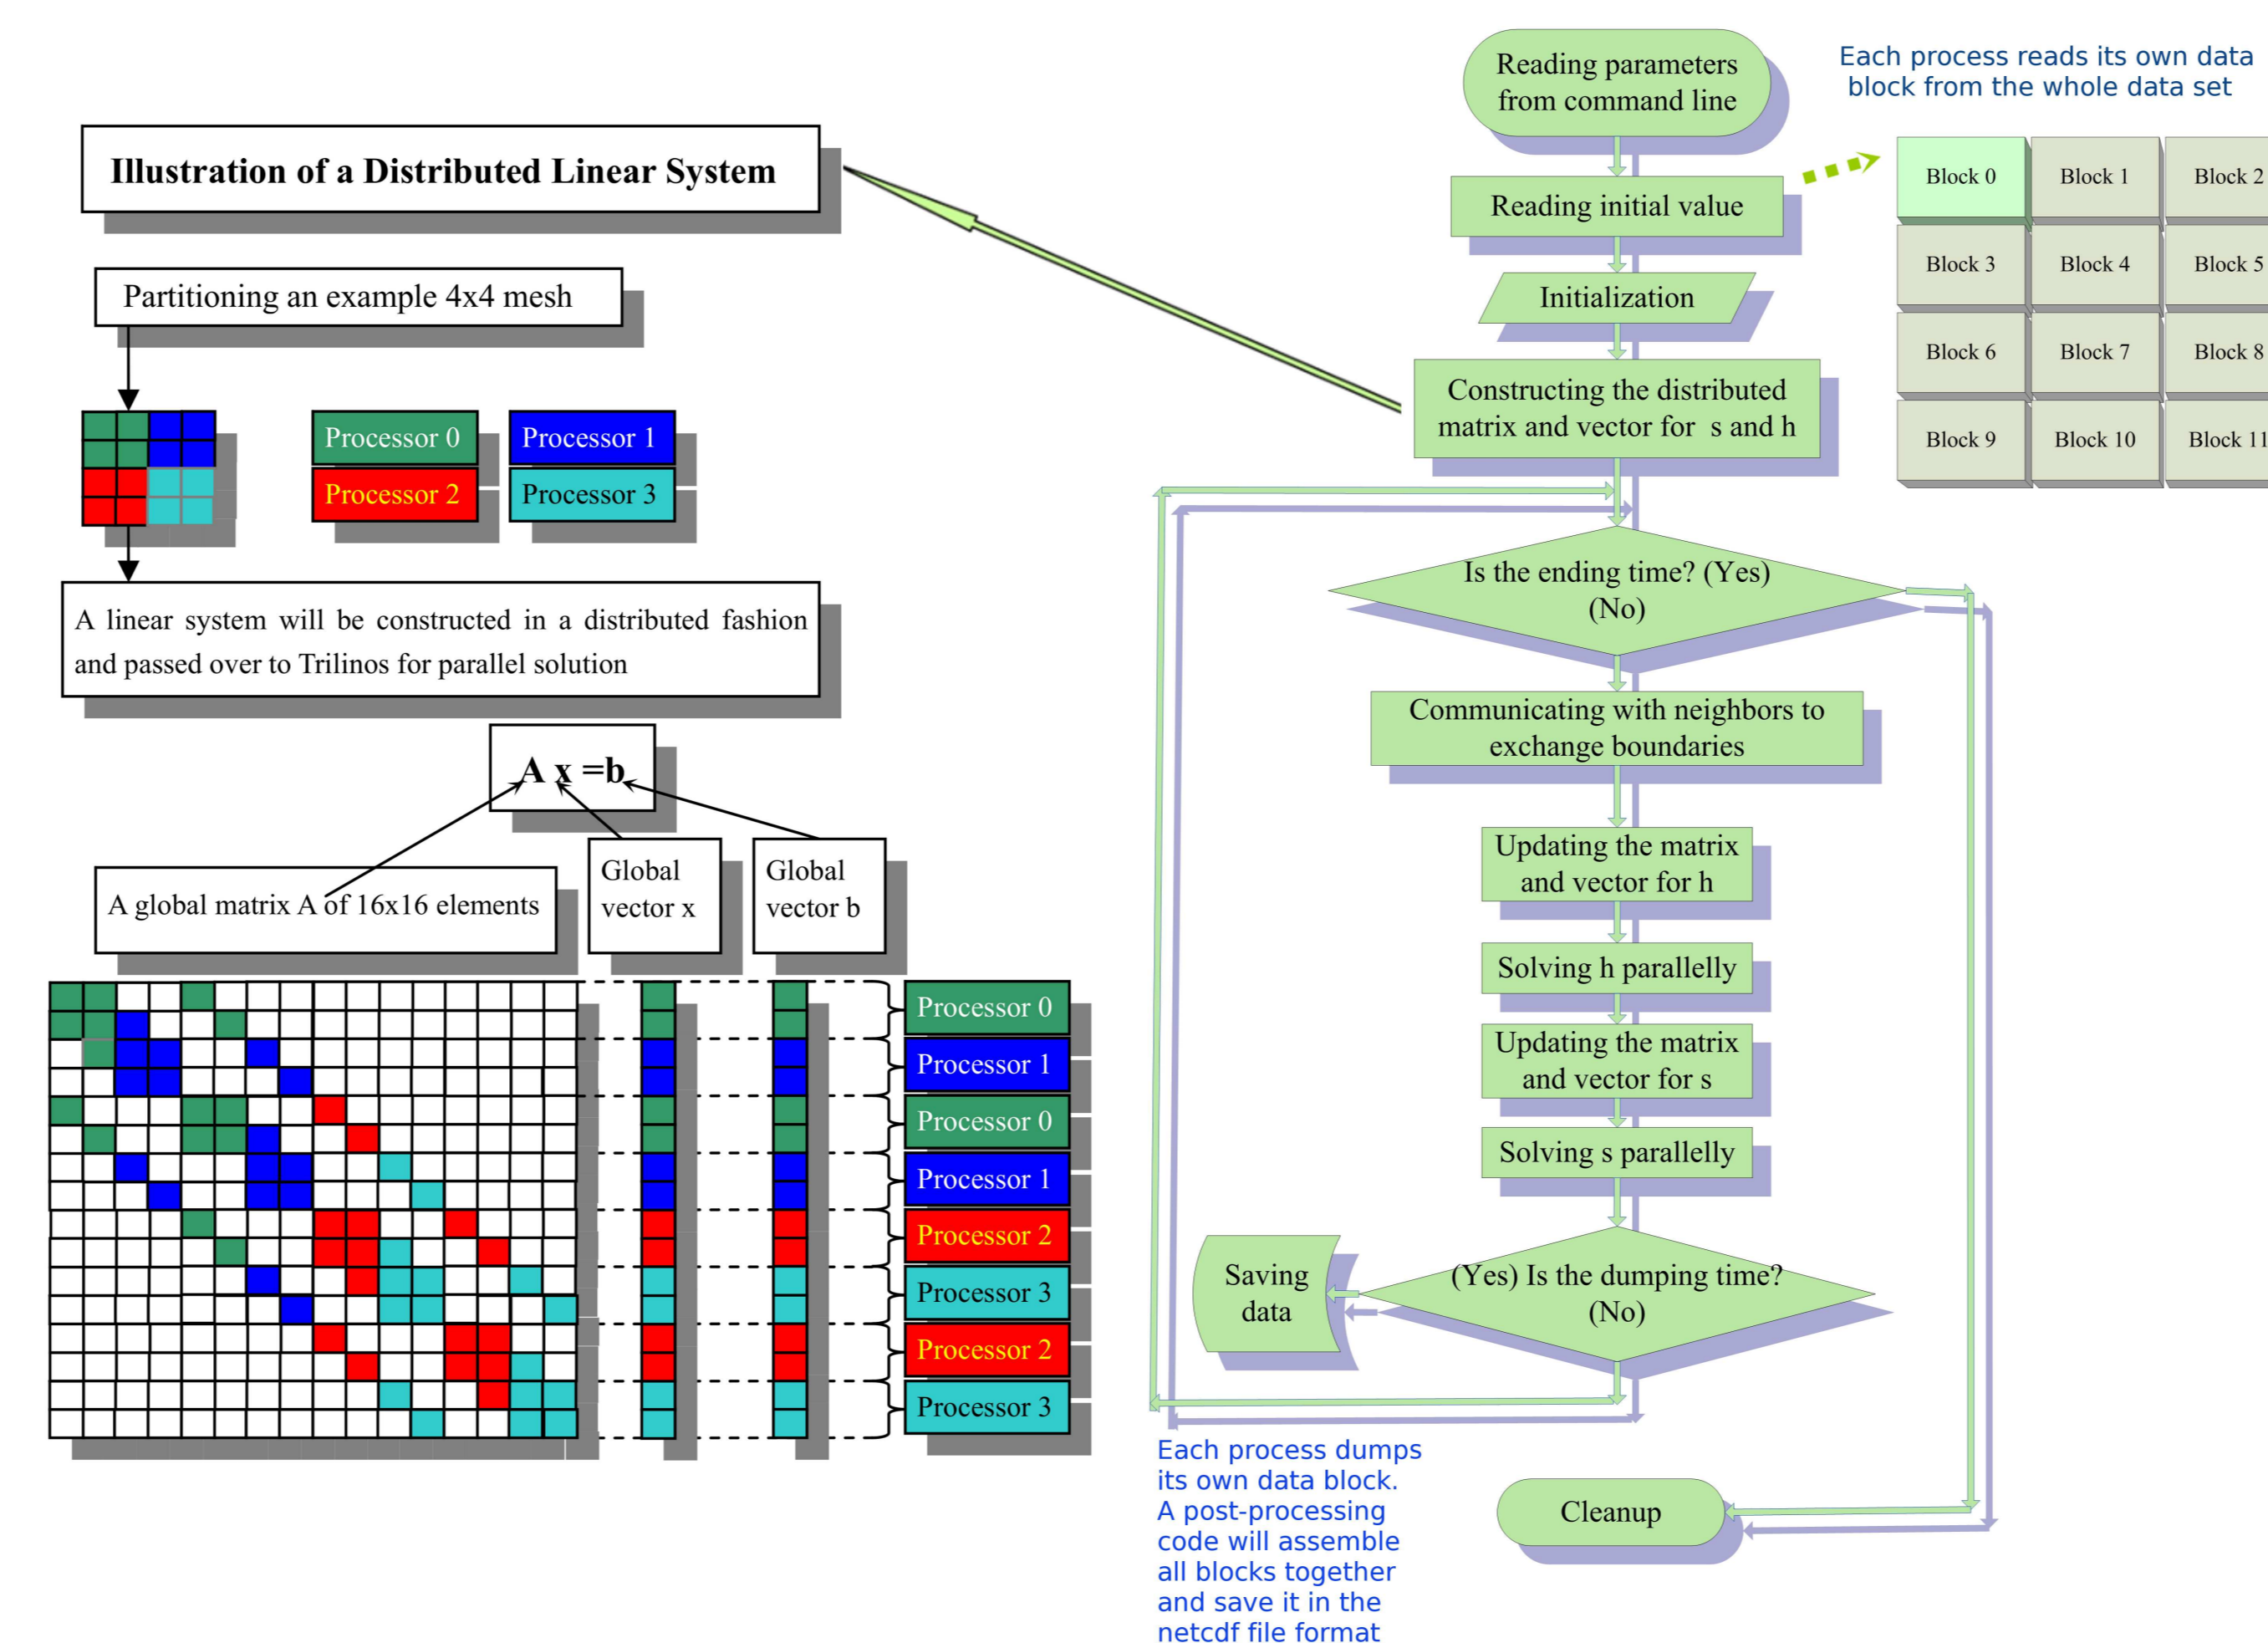 Illustration of a Distributed Linear System
Partitioning an example 4x4 mesh
Processor 0
Processor 1
Processor 2
Processor 3
A linear system will be constructed in a distributed fashion
and passed over to Trilinos for parallel solution
A x =b
A global matrix A of 16x16 elements
Global
vector x
Global
vector b
Processor 0
Processor 1
Processor 0
Processor 1
Processor 2
Processor 3
Processor 2
Processor 3
Reading parameters
from command line
Reading initial value
Initialization
Constructing the distributed
matrix and vector for s and h
Is the ending time? (Yes)
(No)
Communicating with neighbors to
exchange boundaries
Updating the matrix
and vector for h
Solving h parallelly
Updating the matrix
and vector for s
Solving s parallelly
(Yes) Is the dumping time?
(No)
Saving
data
Each process dumps
its own data block.
A post-processing
code will assemble
all blocks together
and save it in the
netcdf file format
Cleanup
Each process reads its own data
block from the whole data set
Block 0
Block 1
Block 2
Block 3
Block 4
Block 5
Block 6
Block 7
Block 8
Block 9
Block 10
Block 11